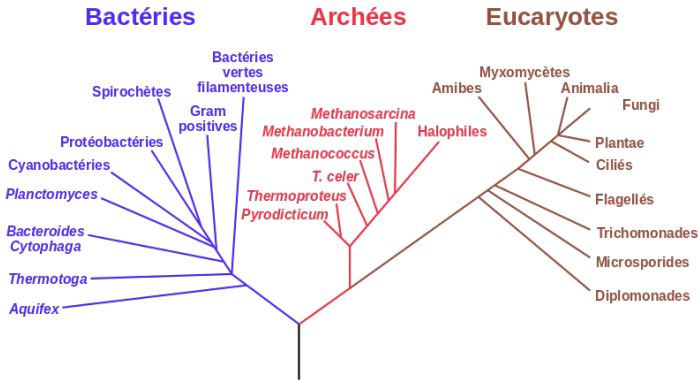 Bactéries
Archées
Eucaryotes
Bactéries
vertes
filamenteuses
Spirochètes
Gram
positives
Protéobactéries
Cyanobactéries
Planctomyces
Bacteroides
Cytophaga
Thermotoga
Aquifex
Methanosarcina
Methanobacterium
Halophiles
Methanococcus
T. celer
Thermoproteus
Pyrodicticum
Myxomycètes
Amibes
Animalia
Fungi
Plantae
Ciliés
Flagellés
Trichomonades
Microsporides
Diplomonades